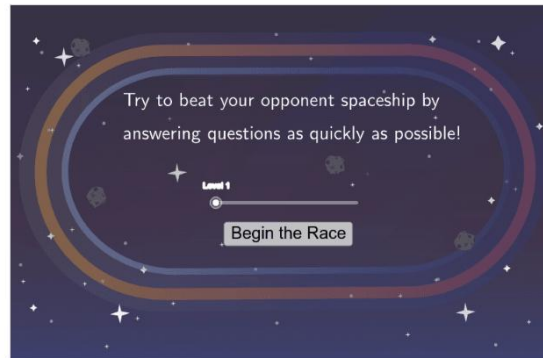 Try to beat your opponent spaceship by
answering questions as quickly as possible!
Level 1
Begin the Race